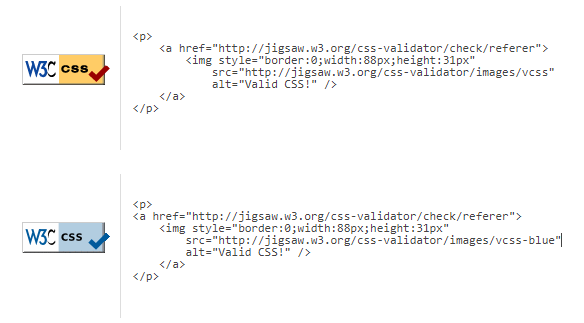 <p>
<a href="http://jigsaw.w3.org/css-validator/check/referer">
<img style="border:0;width:88px;height:31px"
W3C css
src="http://jigsaw.w3.org/css-validator/images/vcss"
alt="Valid CSS!" />
</a>
</p>
<p>
<a href="http://jigsaw.w3.org/css-validator/check/referer">
<img style="border:0;width:88px;height:31px"
W3C css
src="http://jigsaw.w3.org/css-validator/images/vcss-blue"
alt="Valid CSS!" />
</a>
</p>